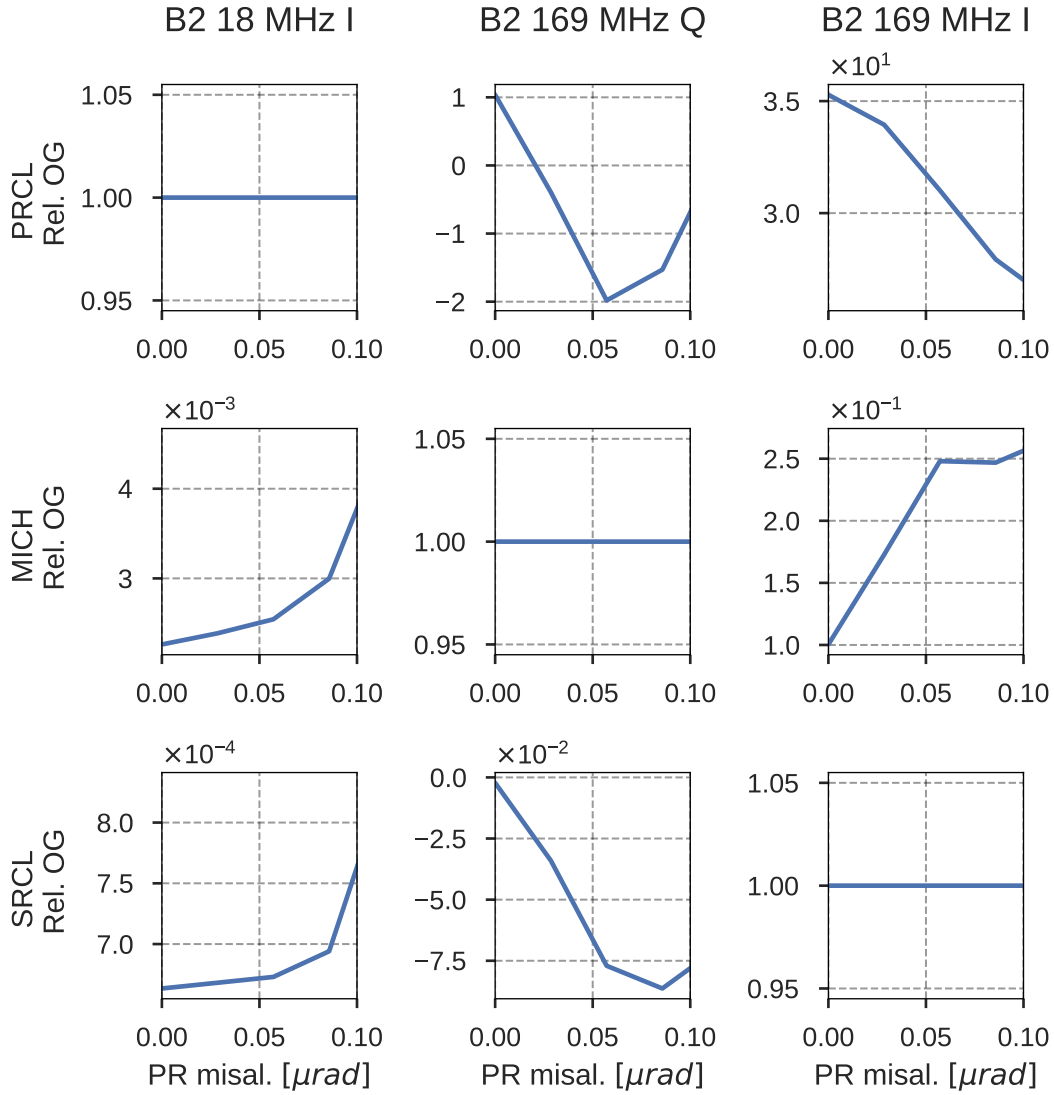 B2 18 MHz I
B2 169 MHz Q
B2 169 MHz I
PRCL
Rel. OG
1.05
1.00
0.95
0.00 0.05 0.10
1
0
−1
−2
0.00 0.05 0.10
×10¹
3.5
3.0
0.00 0.05 0.10
MICH
Rel. OG
×10⁻³
4
3
0.00 0.05 0.10
1.05
1.00
0.95
0.00 0.05 0.10
×10⁻¹
2.5
2.0
1.5
1.0
0.00 0.05 0.10
SRCL
Rel. OG
×10⁻⁴
8.0
7.5
7.0
0.00 0.05 0.10
PR misal. [μrad]
×10⁻²
0.0
−2.5
−5.0
−7.5
0.00 0.05 0.10
PR misal. [μrad]
1.05
1.00
0.95
0.00 0.05 0.10
PR misal. [μrad]